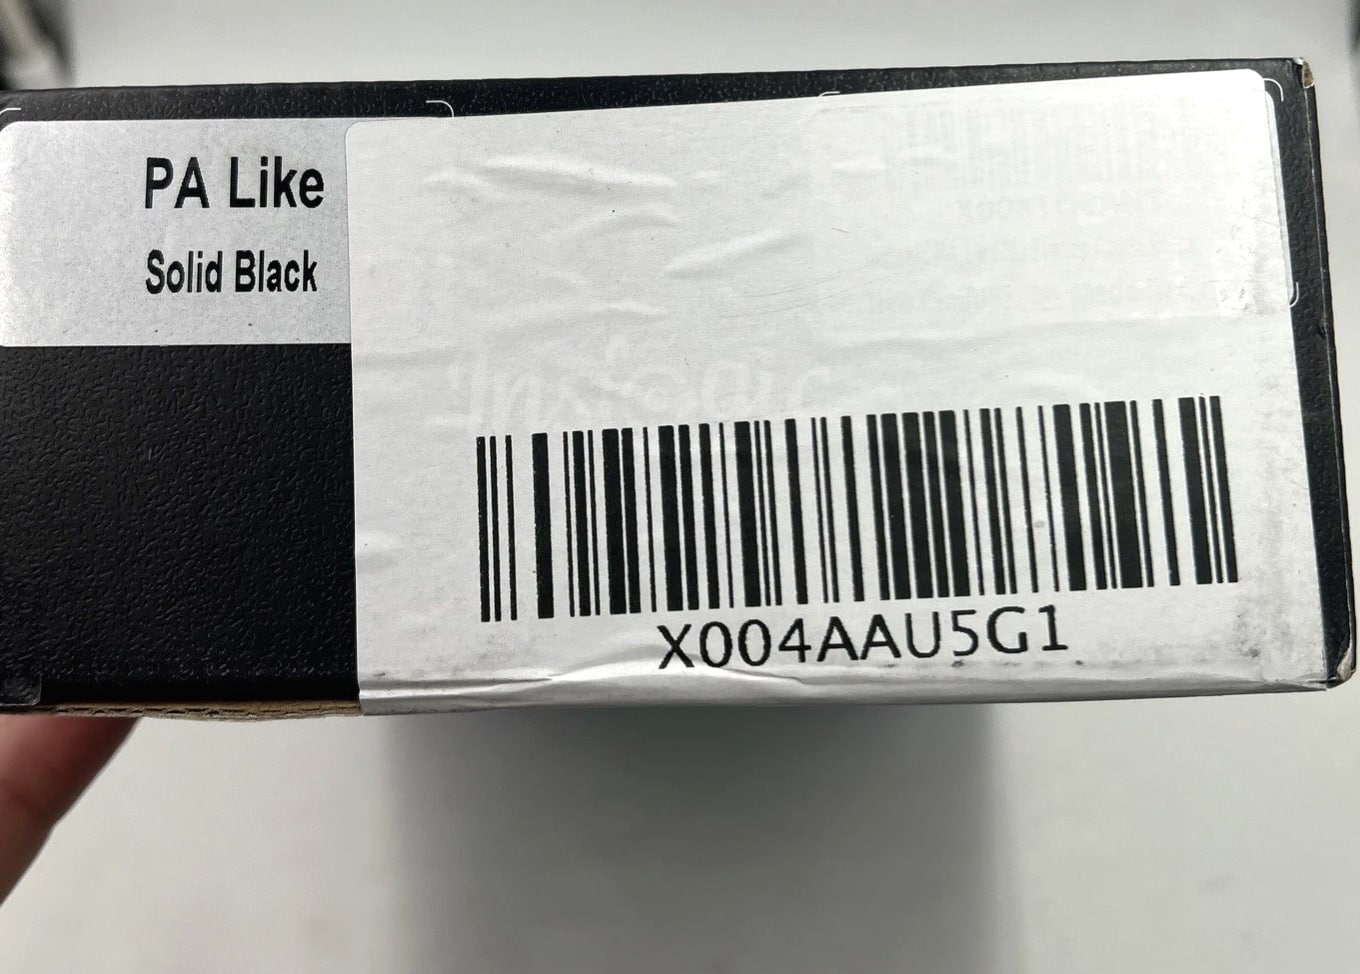 PA Like
Solid Black
X004AAU5G1